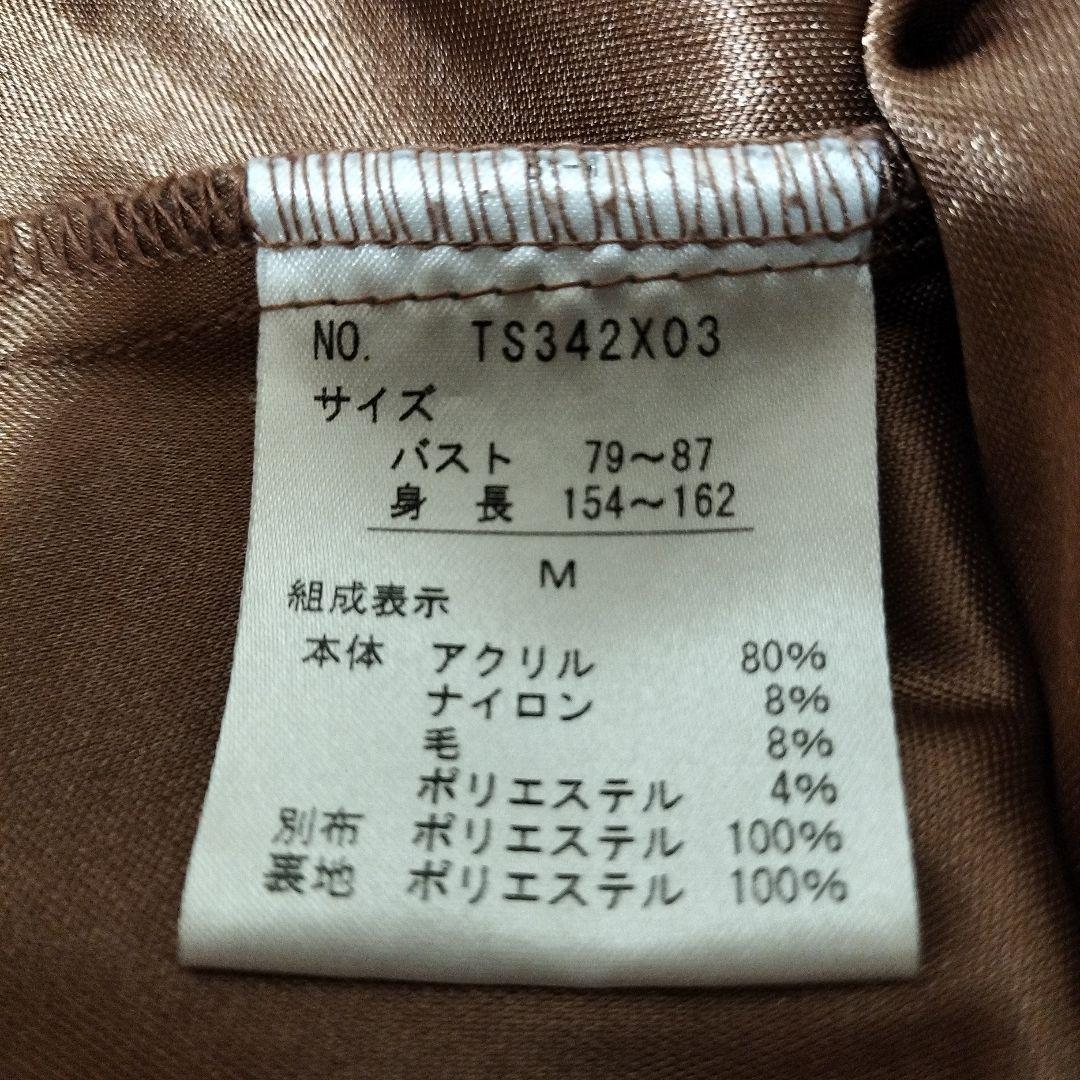 NO. TS342X03
サイズ
バスト 79～87
身長 154～162
M
組成表示
本体 アクリル 80%
ナイロン 8%
毛 8%
ポリエステル 4%
別布 ポリエステル 100%
裏地 ポリエステル 100%